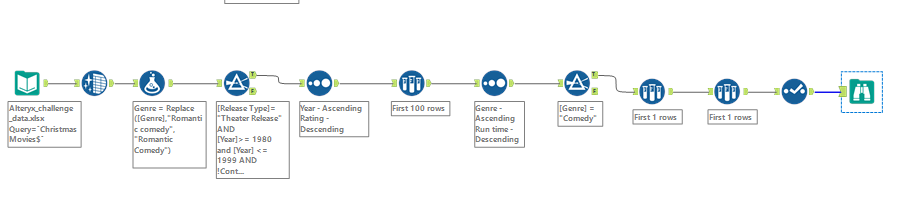 Alteryx_challenge
_data.xlsx
Query=`Christmas
Movies$`
Genre = Replace
([Genre],"Romanti
c comedy",
"Romantic
Comedy")
[Release Type]=
"Theater Release"
AND
[Year]>= 1980
and [Year] <=
1999 AND
!Cont...
Year - Ascending
Rating -
Descending
First 100 rows
Genre -
Ascending
Run time -
Descending
[Genre] =
"Comedy"
First 1 rows
First 1 rows
T
F
T
F